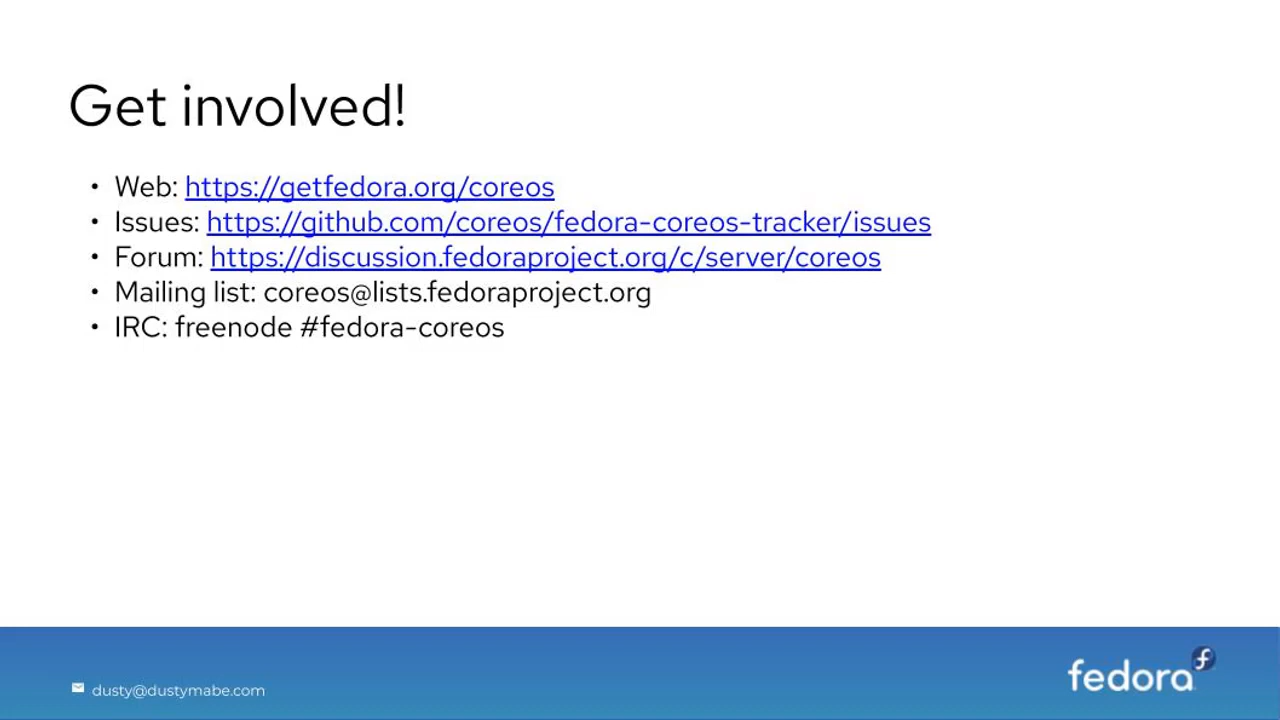 Get involved!
• Web: https://getfedora.org/coreos
• Issues: https://github.com/coreos/fedora-coreos-tracker/issues
• Forum: https://discussion.fedoraproject.org/c/server/coreos
• Mailing list: coreos@lists.fedoraproject.org
• IRC: freenode #fedora-coreos
dusty@dustymabe.com
fedora